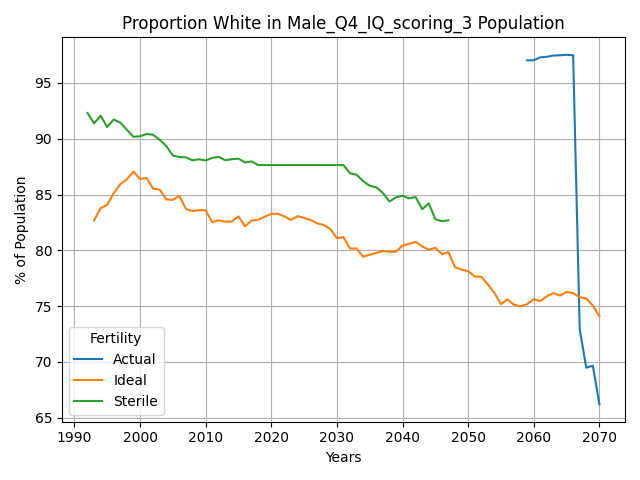 Proportion White in Male_Q4_IQ_scoring_3 Population
% of Population
95
90
85
80
75
70
65
Fertility
Actual
Ideal
Sterile
1990 2000 2010 2020 2030 2040 2050 2060 2070
Years